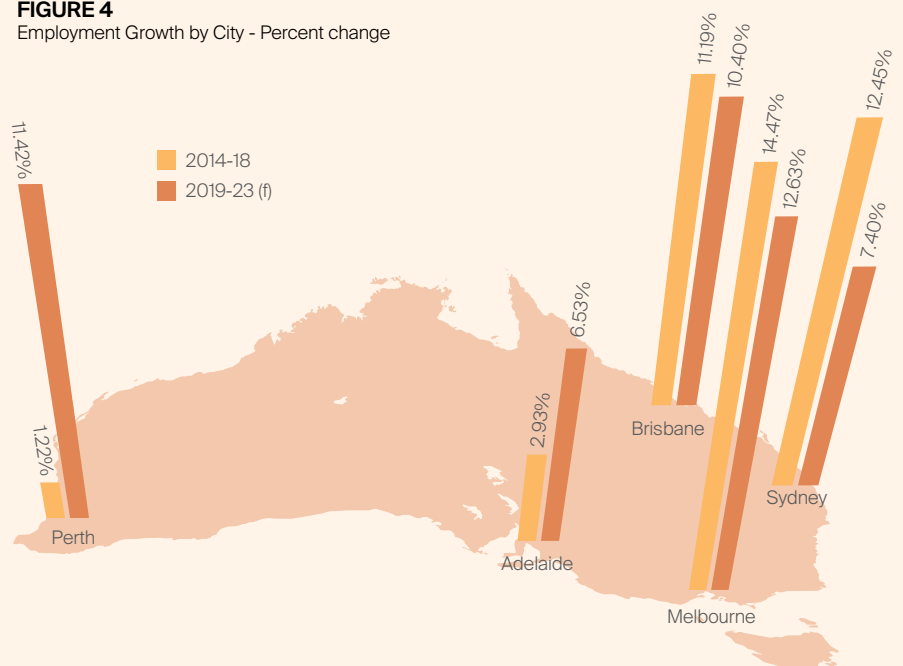 FIGURE 4
Employment Growth by City - Percent change
2014-18
2019-23 (f)
11.42%
1.22%
Perth
2.93%
6.53%
Adelaide
11.19%
10.40%
Brisbane
14.47%
12.63%
Melbourne
12.45%
7.40%
Sydney